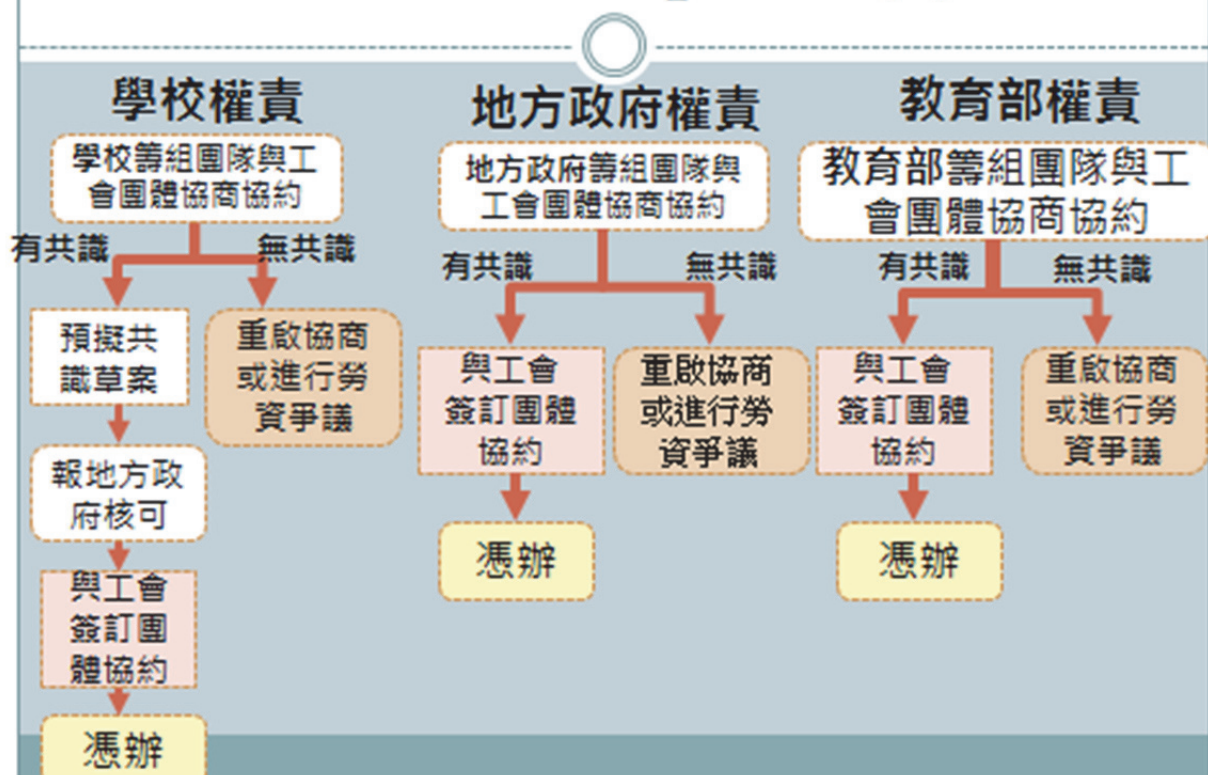 學校權責
學校籌組團隊與工
會團體協商協約
有共識
無共識
預擬共
識草案
重啟協商
或進行勞
資爭議
報地方政
府核可
與工會
簽訂團
體協約
憑辦
地方政府權責
地方政府籌組團隊與
工會團體協商協約
有共識
無共識
與工會
簽訂團體
協約
重啟協商
或進行勞
資爭議
憑辦
教育部權責
教育部籌組團隊與工
會團體協商協約
有共識
無共識
與工會
簽訂團體
協約
重啟協商
或進行勞
資爭議
憑辦